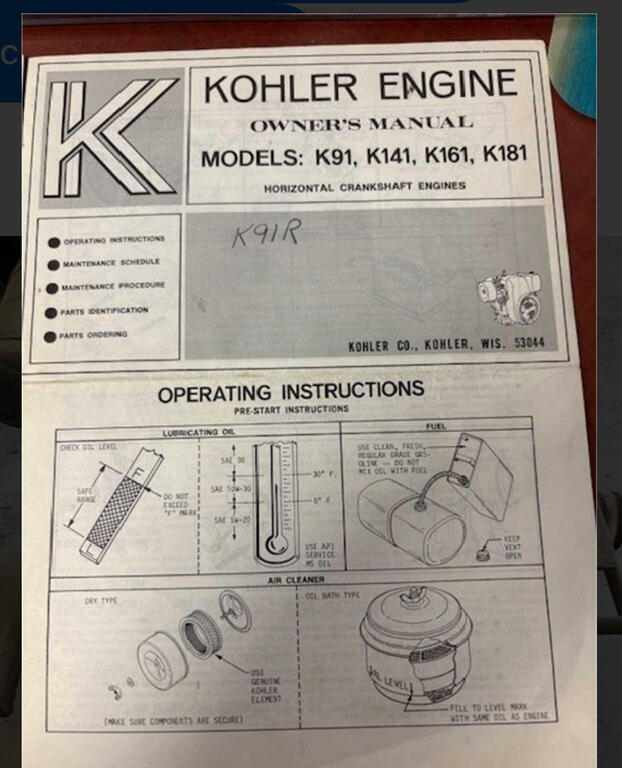 C
K
KOHLER ENGINE
OWNER'S MANUAL
MODELS: K91, K141, K161, K181
HORIZONTAL CRANKSHAFT ENGINES
OPERATING INSTRUCTIONS
MAINTENANCE SCHEDULE
MAINTENANCE PROCEDURE
PARTS IDENTIFICATION
PARTS ORDERING
K91R
KOHLER CO., KOHLER, WIS. 53044
OPERATING INSTRUCTIONS
PRE-START INSTRUCTIONS
LUBRICATING OIL
CHECK OIL LEVEL
F
SAFE
RANGE
DO NOT
EXCEED
"F" MARK
SAE 30
SAE 10W-30
SAE 5W-20
30° F.
0° F
USE API
SERVICE
MS OIL
FUEL
USE CLEAN, FRESH,
REGULAR GRADE GAS-
OLINE -- DO NOT
MIX OIL WITH FUEL
KEEP
VENT
OPEN
AIR CLEANER
DRY TYPE
USE
GENUINE
KOHLER
ELEMENT
(MAKE SURE COMPONENTS ARE SECURE)
OIL BATH TYPE
OIL LEVEL
FILL TO LEVEL MARK
WITH SAME OIL AS ENGINE